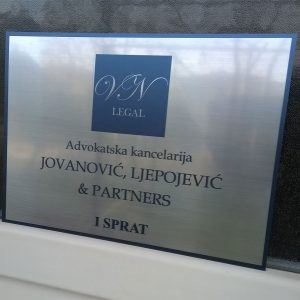 VN
LEGAL
Advokatska kancelarija
JOVANOVIĆ, LJEPOJEVIĆ
& PARTNERS
I SPRAT